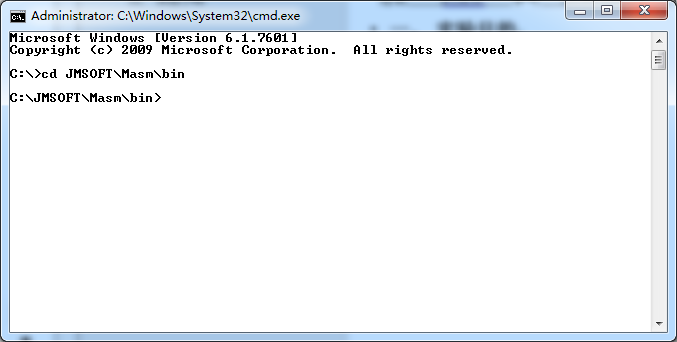 Administrator: C:\Windows\System32\cmd.exe
Microsoft Windows [Version 6.1.7601]
Copyright (c) 2009 Microsoft Corporation.  All rights reserved.
C:\>cd JMSOFT\Masm\bin
C:\JMSOFT\Masm\bin>